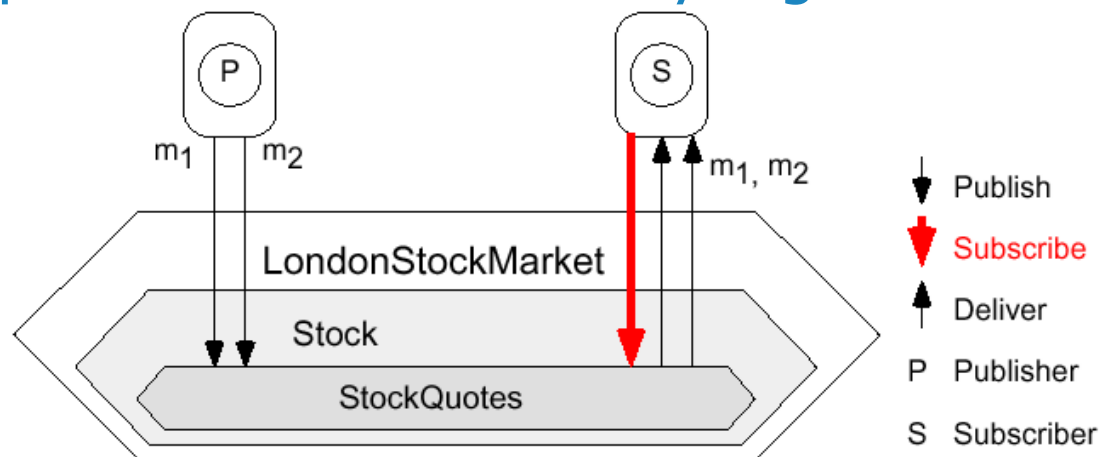 P
S
m1 m2
m1, m2
LondonStockMarket
Stock
StockQuotes
Publish
Subscribe
Deliver
P Publisher
S Subscriber